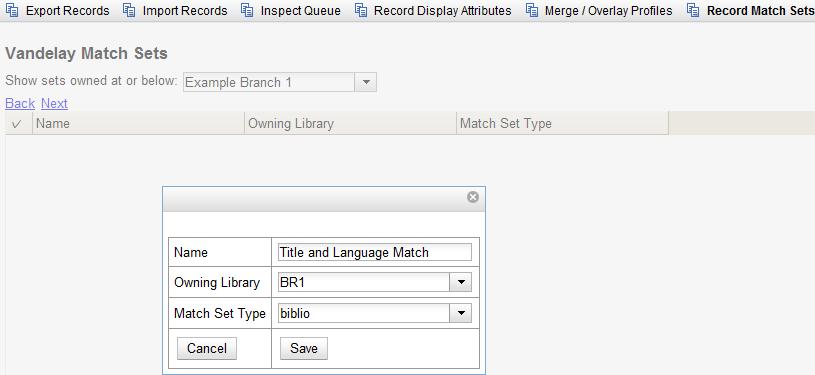 Export Records Import Records Inspect Queue Record Display Attributes Merge / Overlay Profiles Record Match Sets
Vandelay Match Sets
Show sets owned at or below: Example Branch 1
Back Next
Name Owning Library Match Set Type
Name Title and Language Match
Owning Library BR1
Match Set Type biblio
Cancel Save